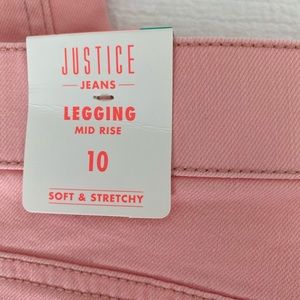 JUSTICE
JEANS
LEGGING
MID RISE
10
SOFT & STRETCHY